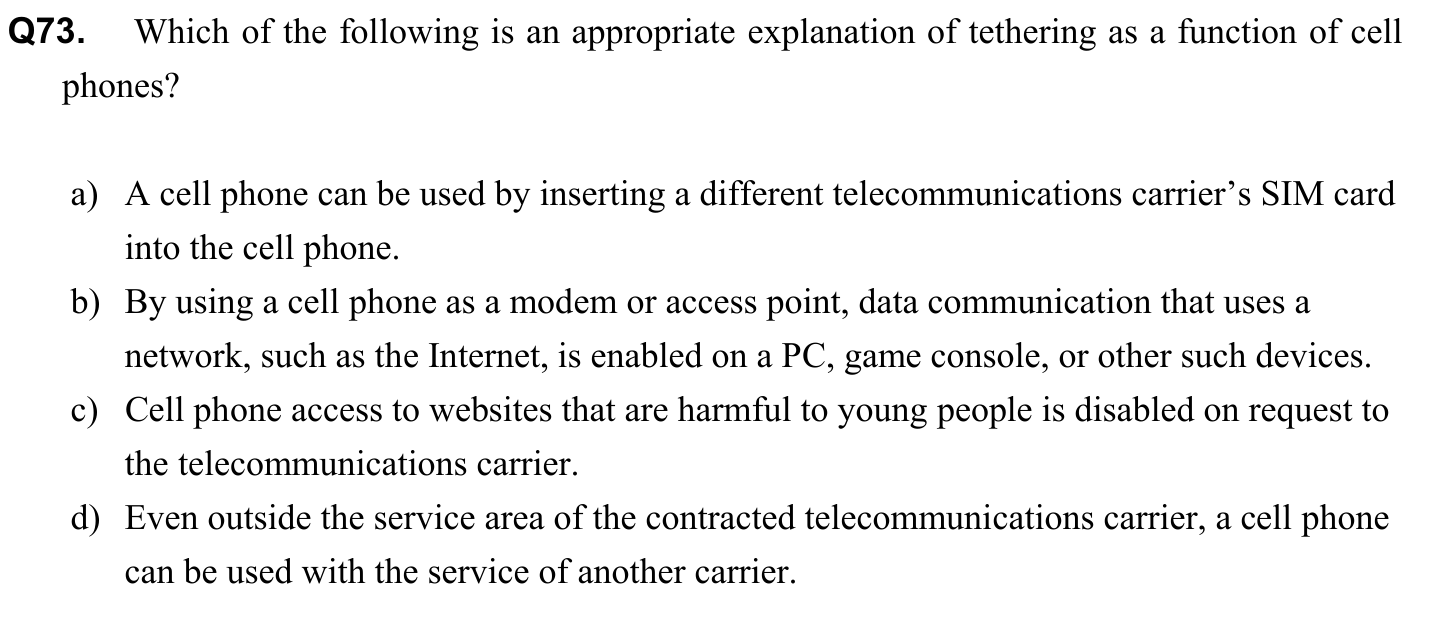 Q73. Which of the following is an appropriate explanation of tethering as a function of cell
phones?
a) A cell phone can be used by inserting a different telecommunications carrier’s SIM card
into the cell phone.
b) By using a cell phone as a modem or access point, data communication that uses a
network, such as the Internet, is enabled on a PC, game console, or other such devices.
c) Cell phone access to websites that are harmful to young people is disabled on request to
the telecommunications carrier.
d) Even outside the service area of the contracted telecommunications carrier, a cell phone
can be used with the service of another carrier.